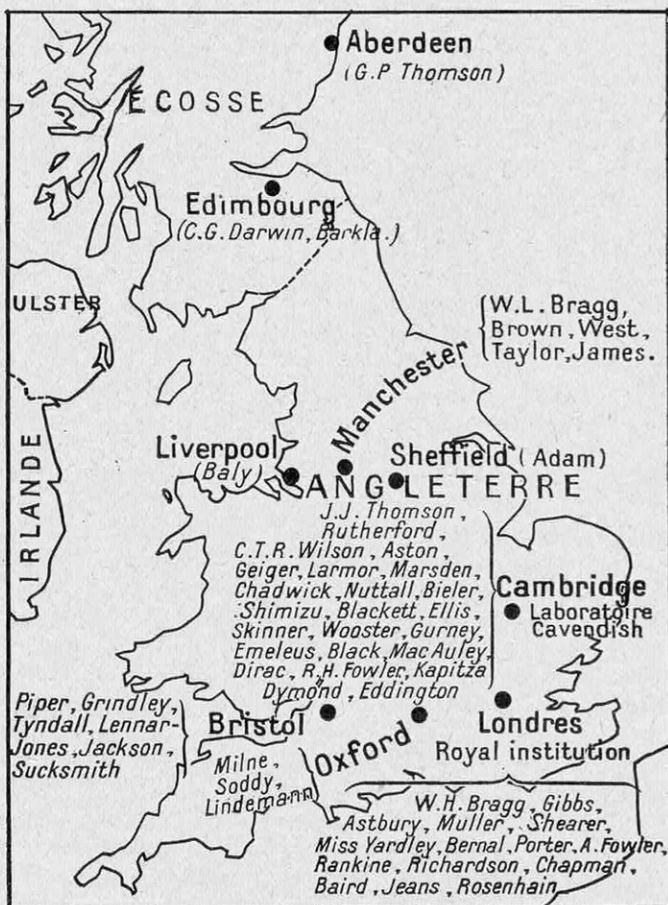 Aberdeen
(G.P Thomson)
ÉCOSSE
Edimbourg
(C.G. Darwin, Barkla.)
ULSTER
W.L. Bragg,
Brown, West,
Taylor, James.
Manchester
Liverpool
(Baly)
Sheffield (Adam)
ANGLETERRE
IRLANDE
J.J. Thomson,
Rutherford,
C.T.R. Wilson, Aston,
Geiger, Larmor, Marsden,
Chadwick, Nuttall, Bieler,
Shimizu, Blackett, Ellis,
Skinner, Wooster, Gurney,
Emeleus, Black, Mac Auley,
Dirac, R.H. Fowler, Kapitza
Dymond, Eddington
Cambridge
Laboratoire
Cavendish
Piper, Grindley,
Tyndall, Lennar-
Jones, Jackson,
Sucksmith
Bristol
Milne,
Soddy,
Lindemann
Oxford
Londres
Royal institution
W.H. Bragg, Gibbs,
Astbury, Muller, Shearer,
Miss Yardley, Bernal, Porter. A. Fowler,
Rankine, Richardson, Chapman,
Baird, Jeans, Rosenhain